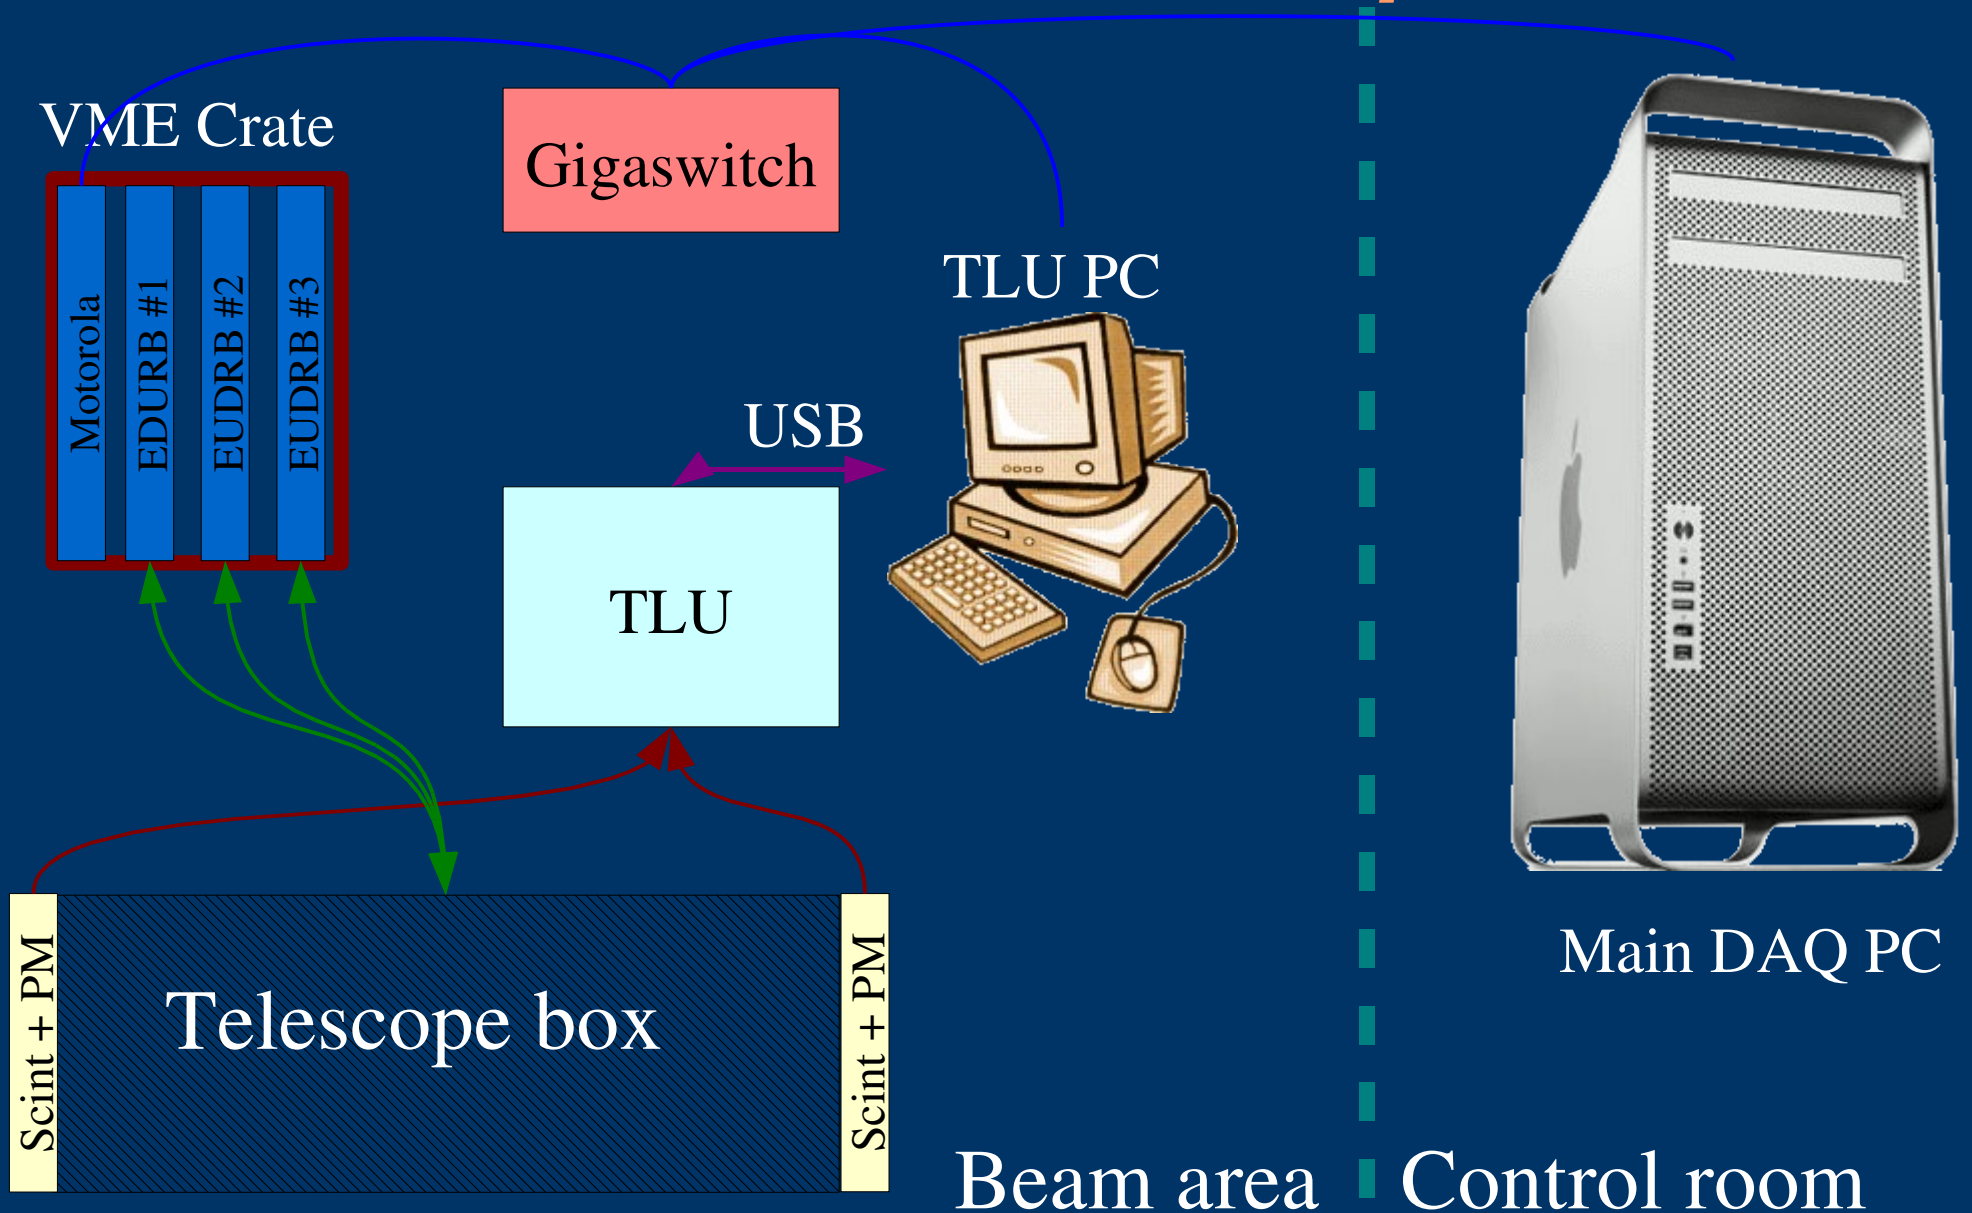 VME Crate
Gigaswitch
Motorola
EDURB #1
EUDRB #2
EUDRB #3
TLU PC
USB
TLU
Main DAQ PC
Scint + PM
Telescope box
Scint + PM
Beam area
Control room